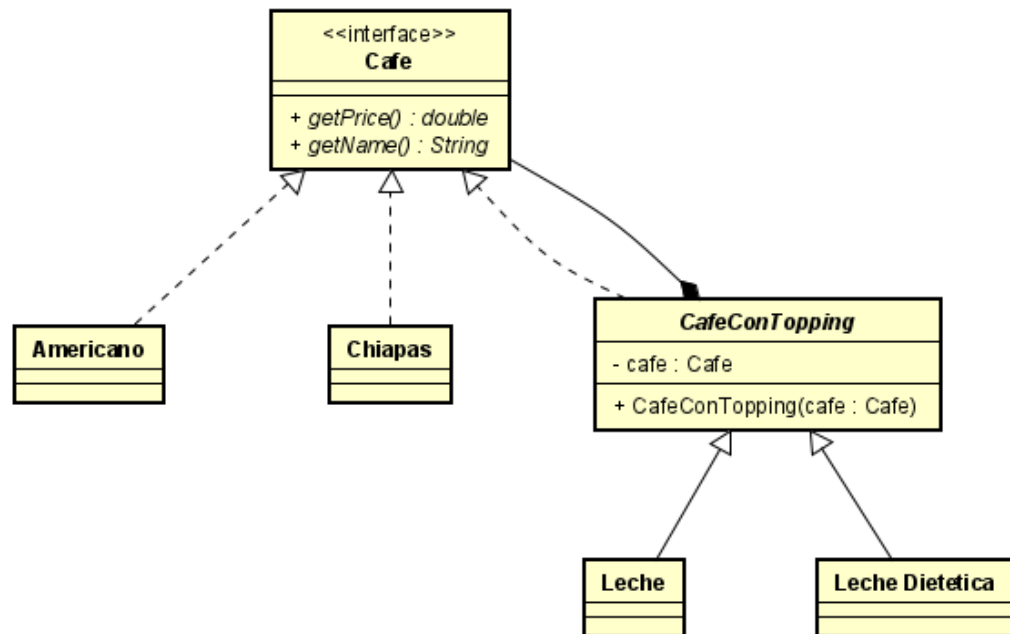 <<interface>>
Cafe
+ getPrice() : double
+ getName() : String
Americano
Chiapas
CafeConTopping
- cafe : Cafe
+ CafeConTopping(cafe : Cafe)
Leche
Leche Dietetica